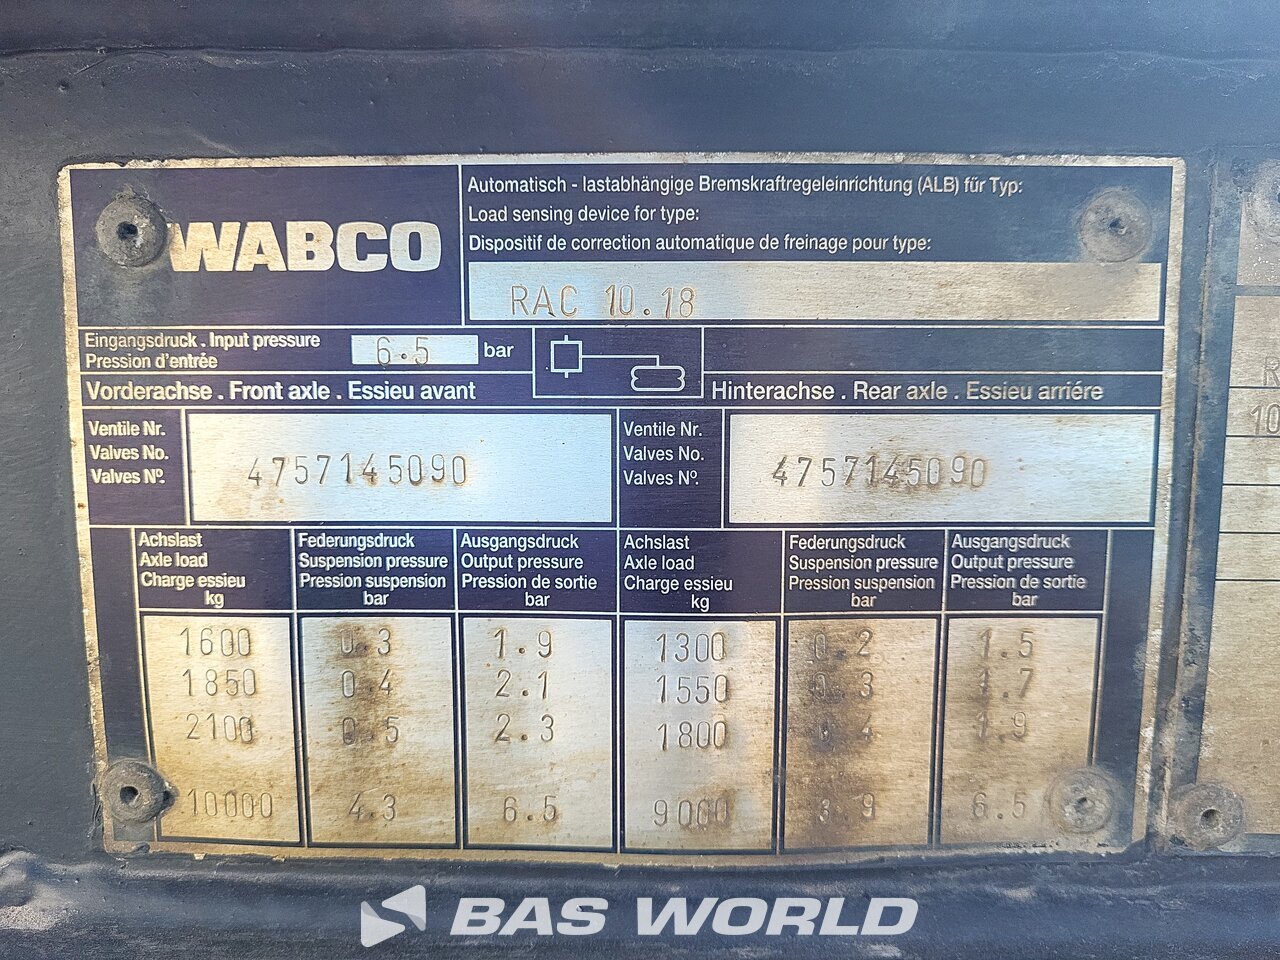 WABCO
Automatisch - lastabhängige Bremskraftregeleinrichtung (ALB) für Typ:
Load sensing device for type:
Dispositif de correction automatique de freinage pour type:
RAC 10.18
Eingangsdruck . Input pressure
Pression d'entrée
6.5 bar
Vorderachse . Front axle . Essieu avant
Hinterachse . Rear axle . Essieu arriére
Ventile Nr.
Valves No.
Valves Nº.
4757145090
Ventile Nr.
Valves No.
Valves Nº.
4757145090
Achslast
Axle load
Charge essieu
kg
Federungsdruck
Suspension pressure
Pression suspension
bar
Ausgangsdruck
Output pressure
Pression de sortie
bar
Achslast
Axle load
Charge essieu
kg
Federungsdruck
Suspension pressure
Pression suspension
bar
Ausgangsdruck
Output pressure
Pression de sortie
bar
1600 0.3 1.9 1300 0.2 1.5
1850 0.4 2.1 1550 0.3 1.7
2100 0.5 2.3 1800 0.4 1.9
10000 4.3 6.5 9000 3.9 6.5
R
10
BAS WORLD